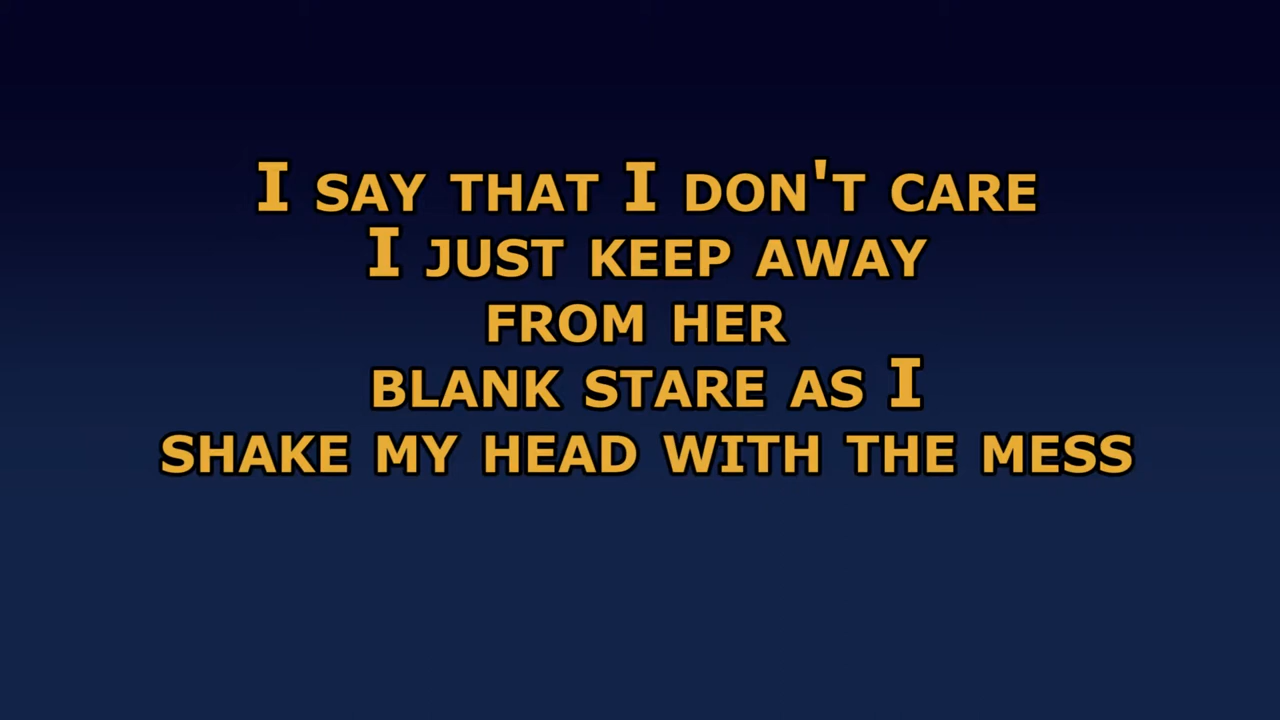 I SAY THAT I DON'T CARE
I JUST KEEP AWAY
FROM HER
BLANK STARE AS I
SHAKE MY HEAD WITH THE MESS